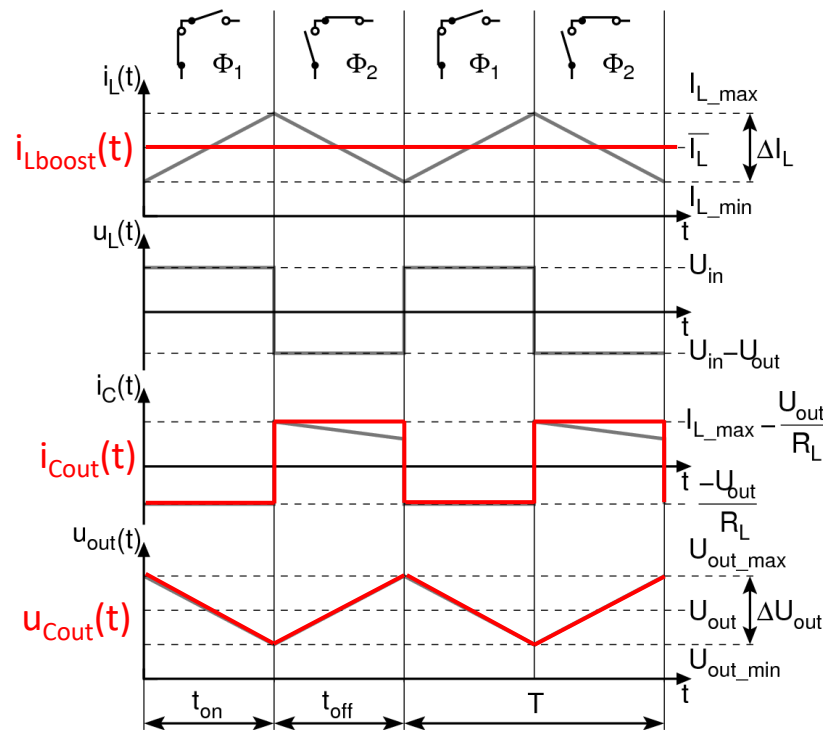 Φ1 Φ2 Φ1 Φ2
iL(t)
IL_max
iLboost(t)
IL
ΔIL
IL_min
t
uL(t)
Uin
t
Uin−Uout
iC(t)
IL_max − Uout/RL
iCout(t)
t
−Uout/RL
uout(t)
Uout_max
uCout(t)
Uout
ΔUout
Uout_min
t
ton toff T